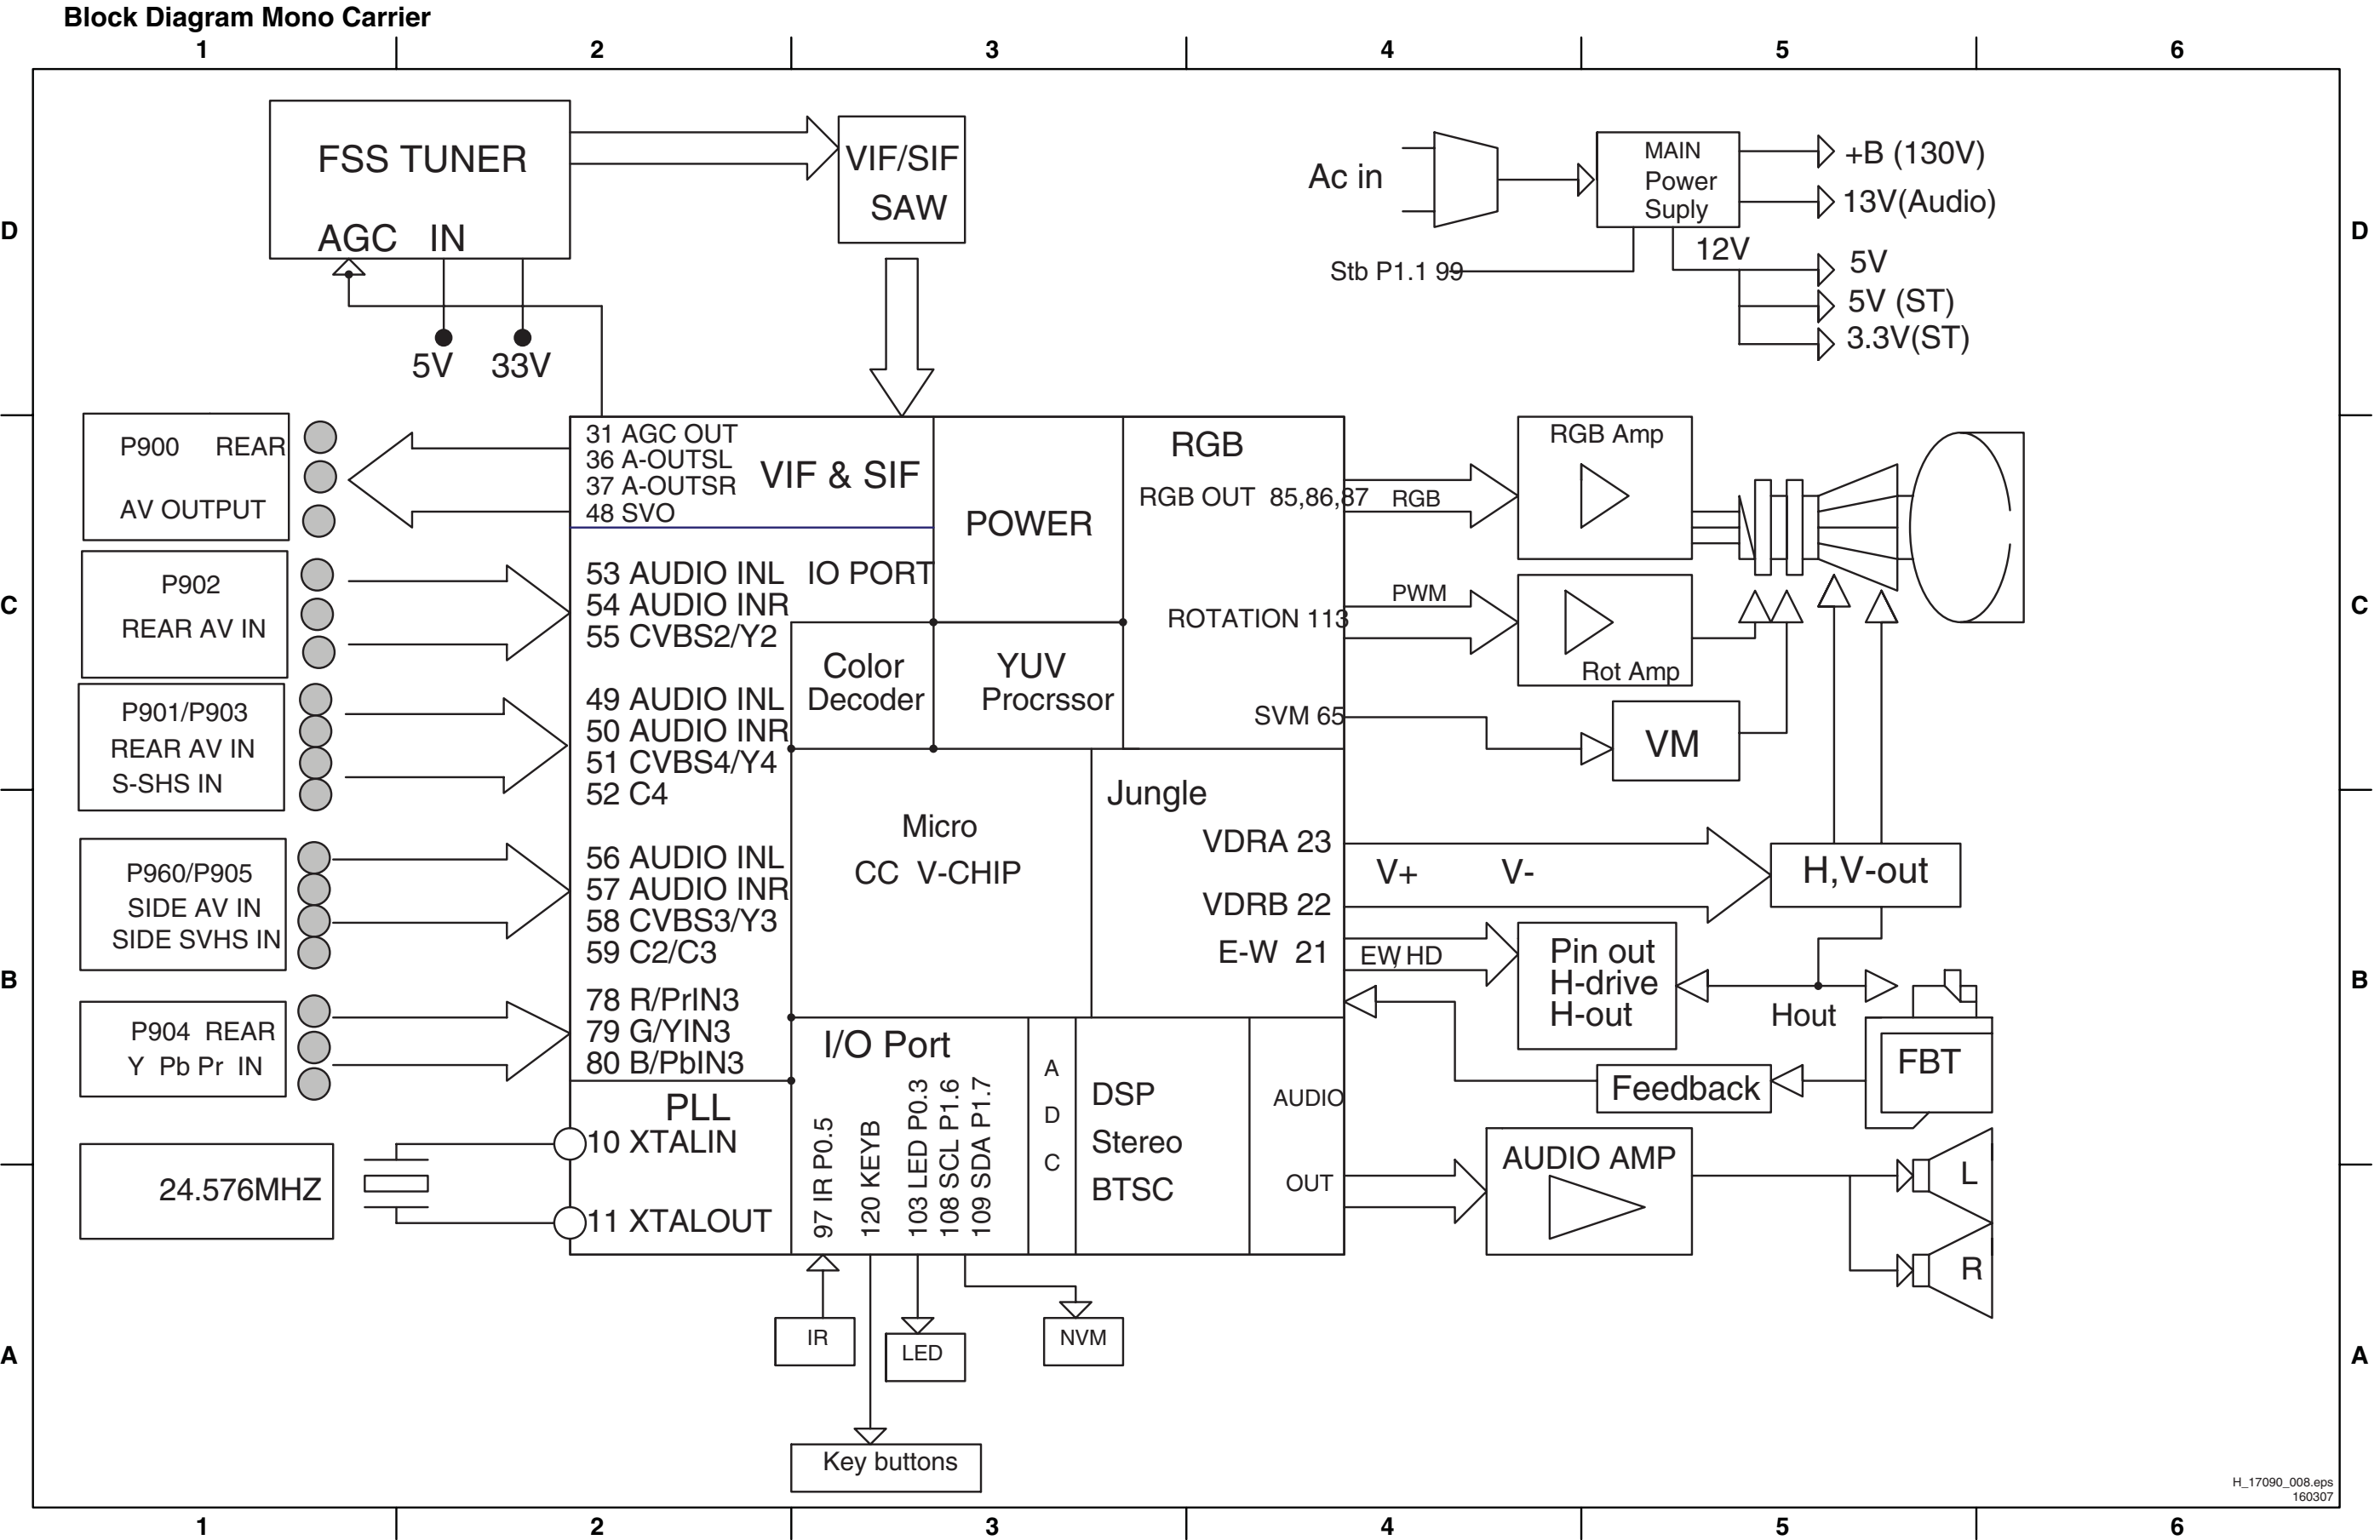 Block Diagram Mono Carrier
1 2 3 4 5 6
D
D
FSS TUNER
AGC IN
5V 33V
VIF/SIF
SAW
Ac in
MAIN
Power
Suply
+B (130V)
13V(Audio)
12V
Stb P1.1 99
5V
5V (ST)
3.3V(ST)
C
C
P900 REAR
AV OUTPUT
P902
REAR AV IN
P901/P903
REAR AV IN
S-SHS IN
31 AGC OUT
36 A-OUTSL
37 A-OUTSR
48 SVO
VIF & SIF
53 AUDIO INL IO PORT
54 AUDIO INR
55 CVBS2/Y2
49 AUDIO INL
50 AUDIO INR
51 CVBS4/Y4
52 C4
POWER
Color
Decoder
YUV
Procrssor
RGB
RGB OUT 85,86,87
RGB
ROTATION 113
PWM
SVM 65
RGB Amp
Rot Amp
VM
B
B
P960/P905
SIDE AV IN
SIDE SVHS IN
P904 REAR
Y Pb Pr IN
56 AUDIO INL
57 AUDIO INR
58 CVBS3/Y3
59 C2/C3
78 R/PrIN3
79 G/YIN3
80 B/PbIN3
Micro
CC V-CHIP
Jungle
VDRA 23
VDRB 22
E-W 21
V+ V-
EW, HD
H,V-out
Pin out
H-drive
H-out
Hout
FBT
Feedback
24.576MHZ
PLL
10 XTALIN
11 XTALOUT
I/O Port
97 IR P0.5
120 KEYB
103 LED P0.3
108 SCL P1.6
109 SDA P1.7
A
D
C
DSP
Stereo
BTSC
AUDIO
OUT
AUDIO AMP
L
R
A
A
IR
LED
NVM
Key buttons
H_17090_008.eps
160307
1 2 3 4 5 6